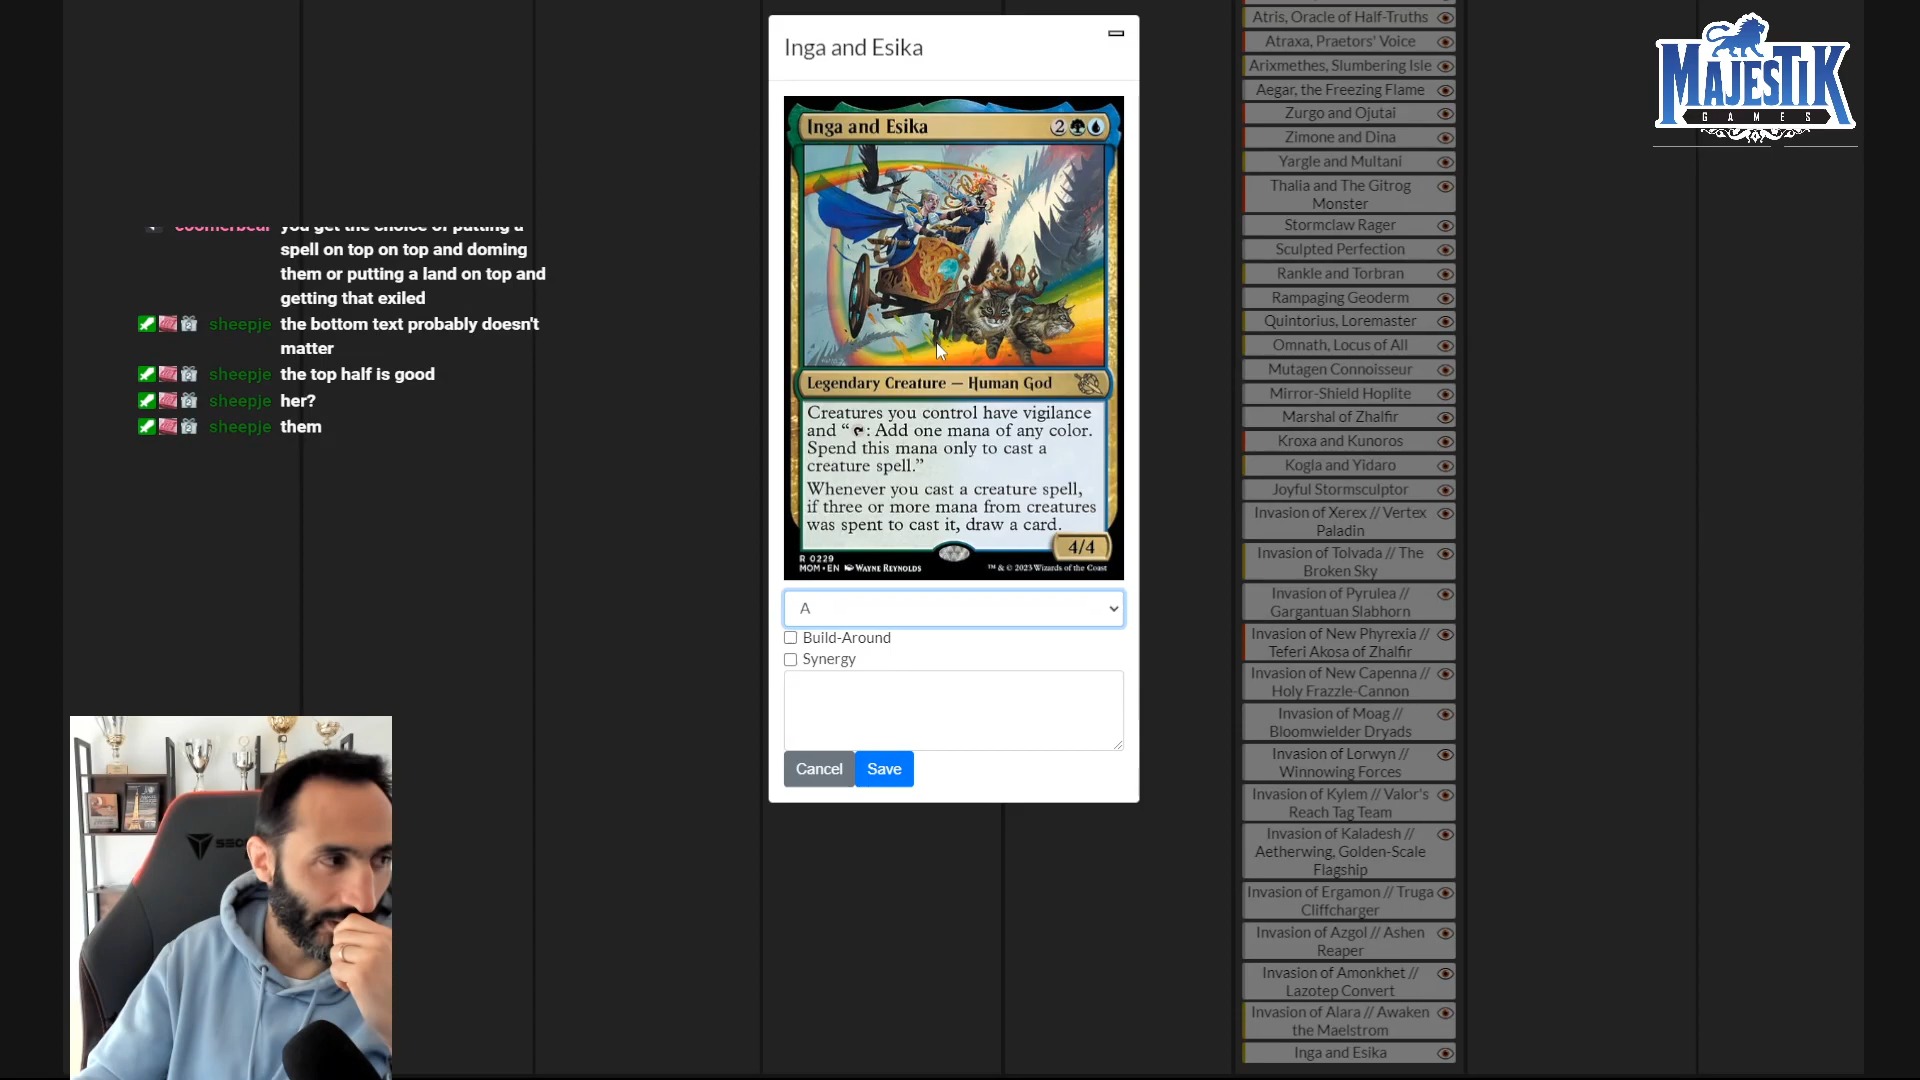 coomerbear you get the choice of putting a
spell on top on top and doming
them or putting a land on top and
getting that exiled
sheepje the bottom text probably doesn't
matter
sheepje the top half is good
sheepje her?
sheepje them
SEC
Inga and Esika
Inga and Esika 2
Legendary Creature — Human God
Creatures you control have vigilance
and “: Add one mana of any color.
Spend this mana only to cast a
creature spell.”
Whenever you cast a creature spell,
if three or more mana from creatures
was spent to cast it, draw a card.
4/4
R 0229
MOM • EN WAYNE REYNOLDS
™ & © 2023 Wizards of the Coast
A
Build-Around
Synergy
Cancel
Save
Atris, Oracle of Half-Truths
Atraxa, Praetors' Voice
Arixmethes, Slumbering Isle
Aegar, the Freezing Flame
Zurgo and Ojutai
Zimone and Dina
Yargle and Multani
Thalia and The Gitrog
Monster
Stormclaw Rager
Sculpted Perfection
Rankle and Torbran
Rampaging Geoderm
Quintorius, Loremaster
Omnath, Locus of All
Mutagen Connoisseur
Mirror-Shield Hoplite
Marshal of Zhalfir
Kroxa and Kunoros
Kogla and Yidaro
Joyful Stormsculptor
Invasion of Xerex // Vertex
Paladin
Invasion of Tolvada // The
Broken Sky
Invasion of Pyrulea //
Gargantuan Slabhorn
Invasion of New Phyrexia //
Teferi Akosa of Zhalfir
Invasion of New Capenna //
Holy Frazzle-Cannon
Invasion of Moag //
Bloomwielder Dryads
Invasion of Lorwyn //
Winnowing Forces
Invasion of Kylem // Valor's
Reach Tag Team
Invasion of Kaladesh //
Aetherwing, Golden-Scale
Flagship
Invasion of Ergamon // Truga
Cliffcharger
Invasion of Azgol // Ashen
Reaper
Invasion of Amonkhet //
Lazotep Convert
Invasion of Alara // Awaken
the Maelstrom
Inga and Esika
MAJESTIK
GAMES